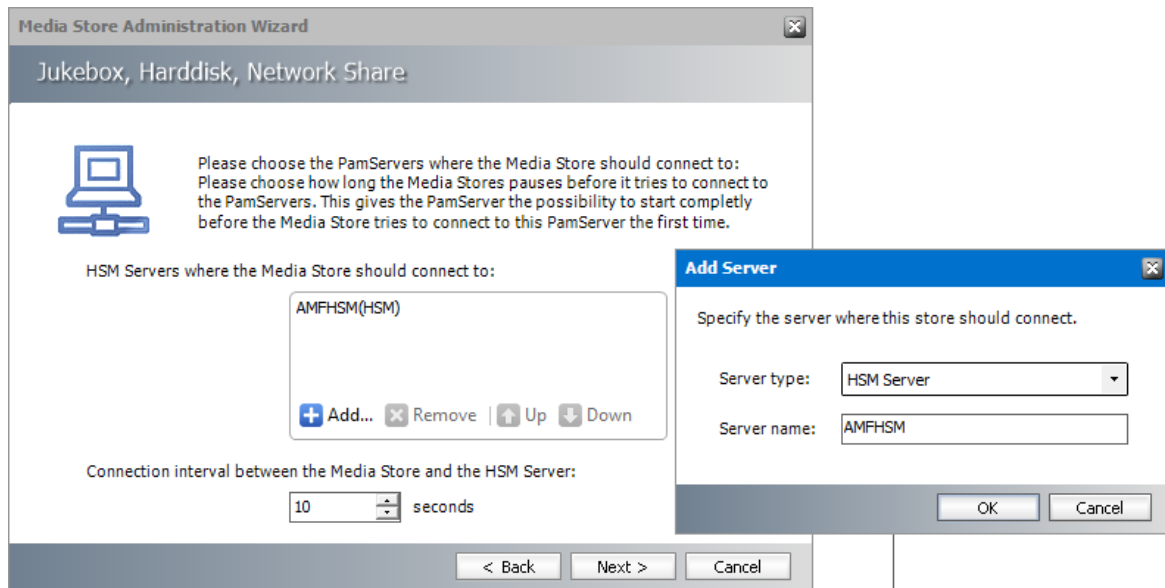 Media Store Administration Wizard
Jukebox, Harddisk, Network Share
Please choose the PamServers where the Media Store should connect to:
Please choose how long the Media Stores pauses before it tries to connect to
the PamServers. This gives the PamServer the possibility to start completly
before the Media Store tries to connect to this PamServer the first time.
HSM Servers where the Media Store should connect to:
AMFHSM(HSM)
Add... Remove | Up Down
Connection interval between the Media Store and the HSM Server:
10 seconds
< Back Next > Cancel
Add Server
Specify the server where this store should connect.
Server type: HSM Server
Server name: AMFHSM
OK Cancel